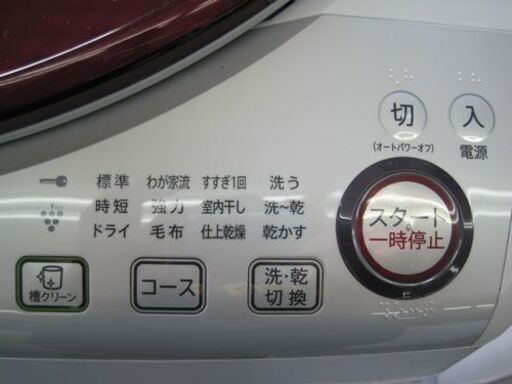 切 入
(オートパワーオフ) 電源
標準 わが家流 すすぎ1回 洗う
時短 強力 室内干し 洗〜乾
ドライ 毛布 仕上乾燥 乾かす
スタート
一時停止
槽クリーン
コース
洗・乾
切換